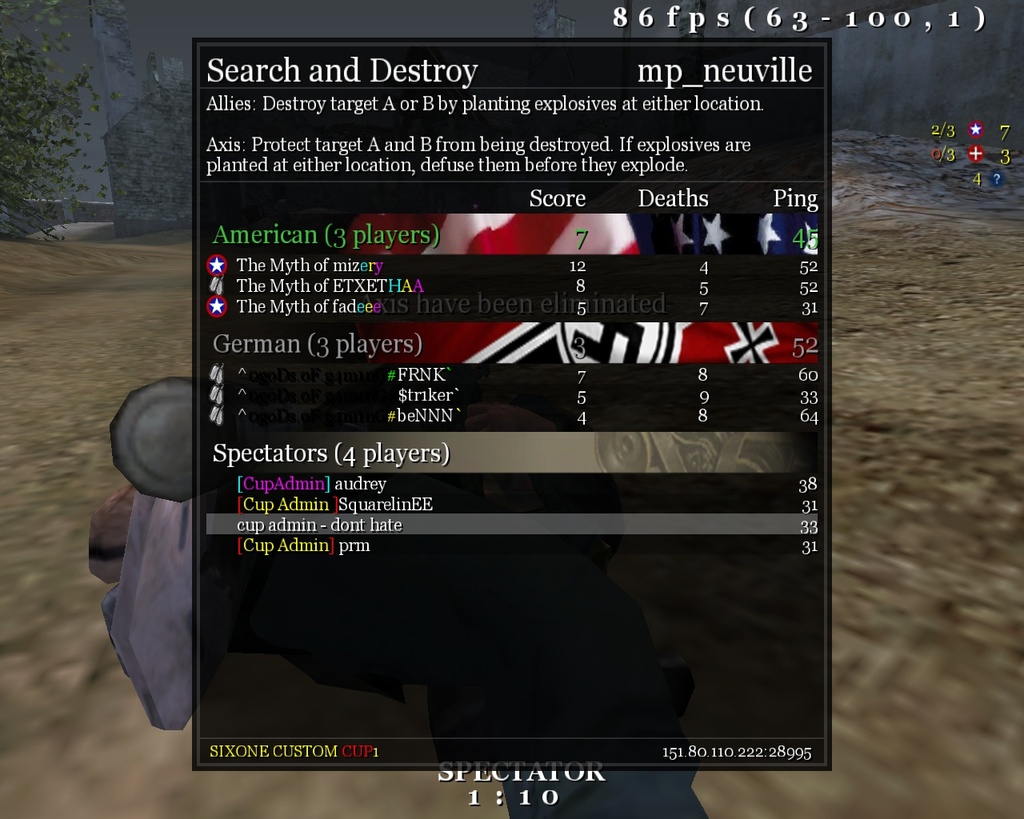 86fps(63-100,1)
Search and Destroy mp_neuville
Allies: Destroy target A or B by planting explosives at either location.
Axis: Protect target A and B from being destroyed. If explosives are
planted at either location, defuse them before they explode.
2/3 7
0/3 3
4 ?
Score Deaths Ping
American (3 players) 7 45
The Myth of mizery 12 4 52
The Myth of ETXETHAA 8 5 52
The Myth of fadeee 5 7 31
Axis have been eliminated
German (3 players) 3 52
^ #FRNK` 7 8 60
^ $tr1ker` 5 9 33
^ #beNNN` 4 8 64
Spectators (4 players)
[CupAdmin] audrey 38
[Cup Admin ]SquarelinEE 31
cup admin - dont hate 33
[Cup Admin] prm 31
SIXONE CUSTOM CUP1 151.80.110.222:28995
SPECTATOR
1:10